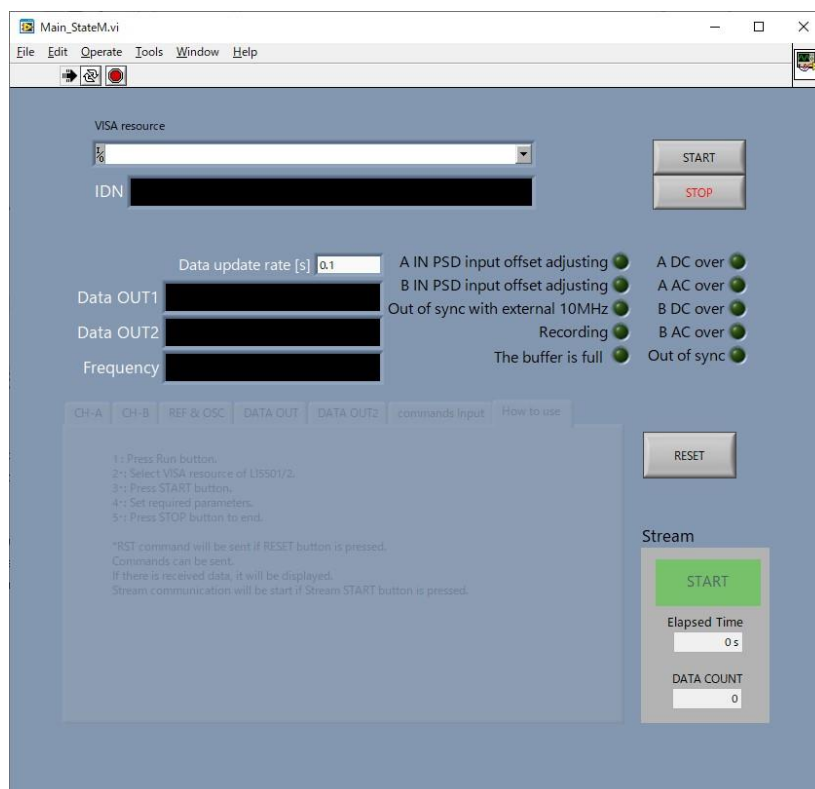 Main_StateM.vi
File Edit Operate Tools Window Help
VISA resource
START
IDN
STOP
Data update rate [s] 0.1
A IN PSD input offset adjusting
A DC over
B IN PSD input offset adjusting
A AC over
Data OUT1
Out of sync with external 10MHz
B DC over
Data OUT2
Recording
B AC over
The buffer is full
Out of sync
Frequency
CH-A CH-B REF & OSC DATA OUT DATA OUT2 commands input How to use
1: Press Run button.
2-: Select VISA resource of LI5501/2.
3-: Press START button.
4-: Set required parameters.
5-: Press STOP button to end.
*RST command will be sent if RESET button is pressed.
Commands can be sent.
If there is received data, it will be displayed.
Stream communication will be start if Stream START button is pressed.
RESET
Stream
START
Elapsed Time
0 s
DATA COUNT
0